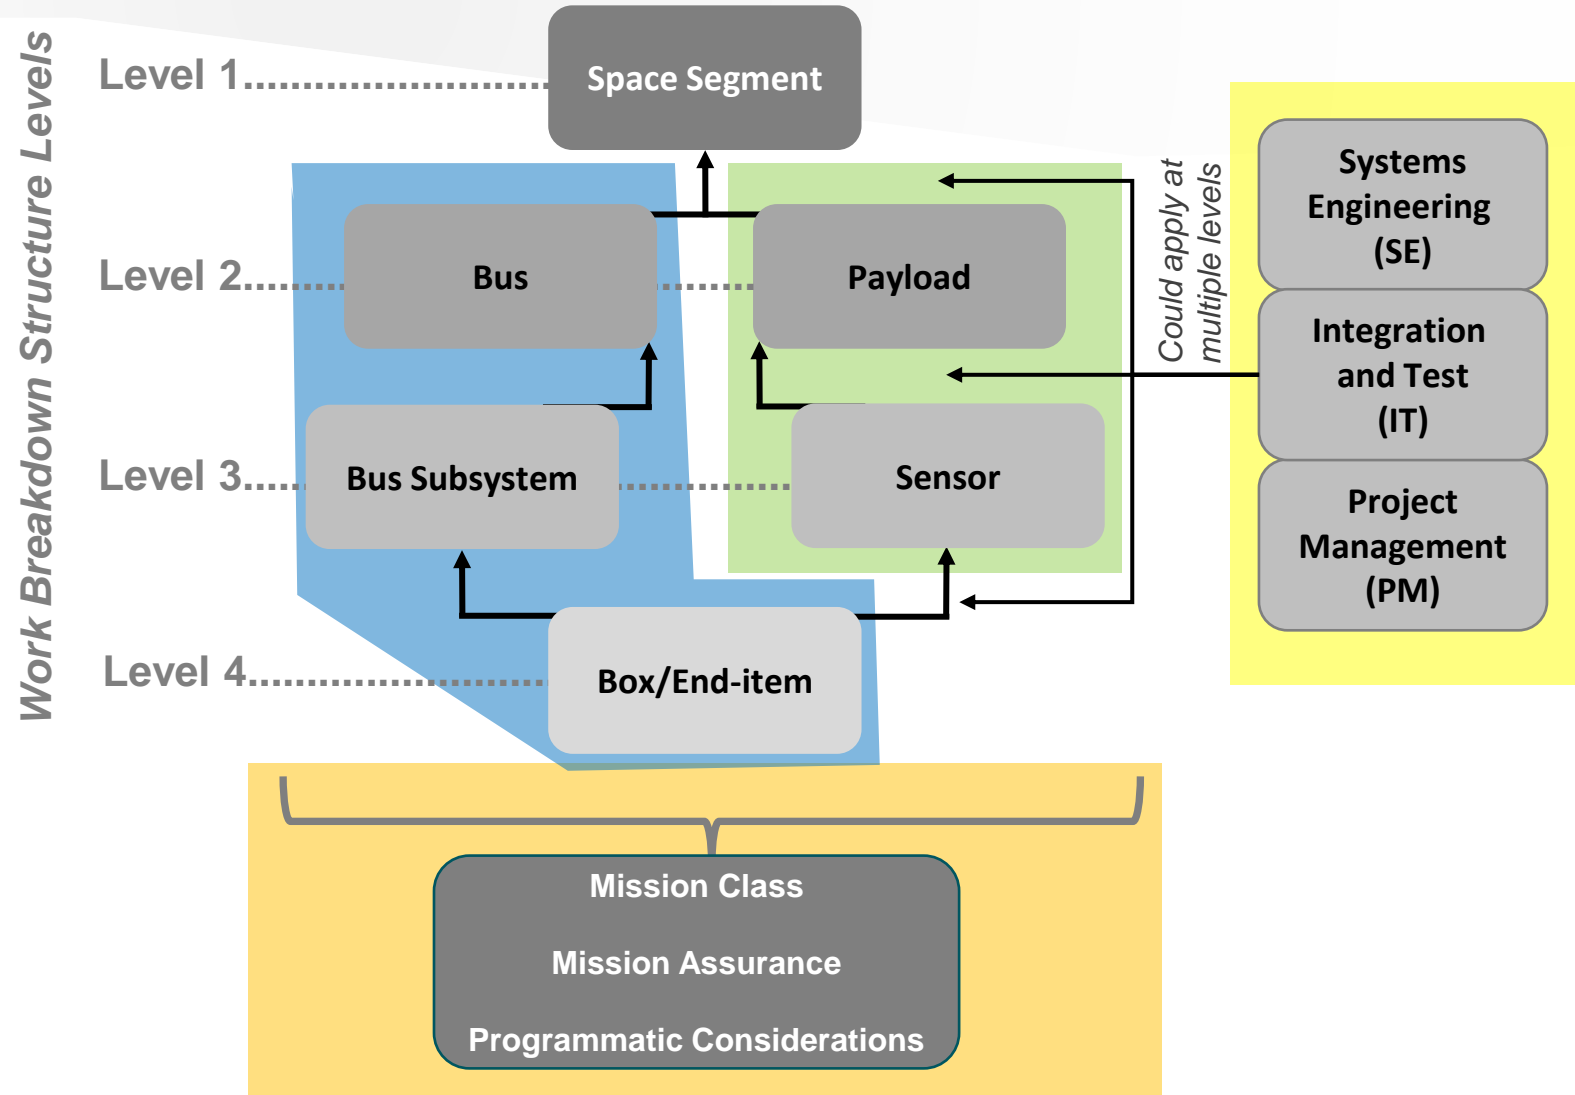 Work Breakdown Structure Levels
Level 1
Space Segment
Level 2
Bus
Payload
Level 3
Bus Subsystem
Sensor
Level 4
Box/End-item
Could apply at
multiple levels
Systems
Engineering
(SE)
Integration
and Test
(IT)
Project
Management
(PM)
Mission Class
Mission Assurance
Programmatic Considerations